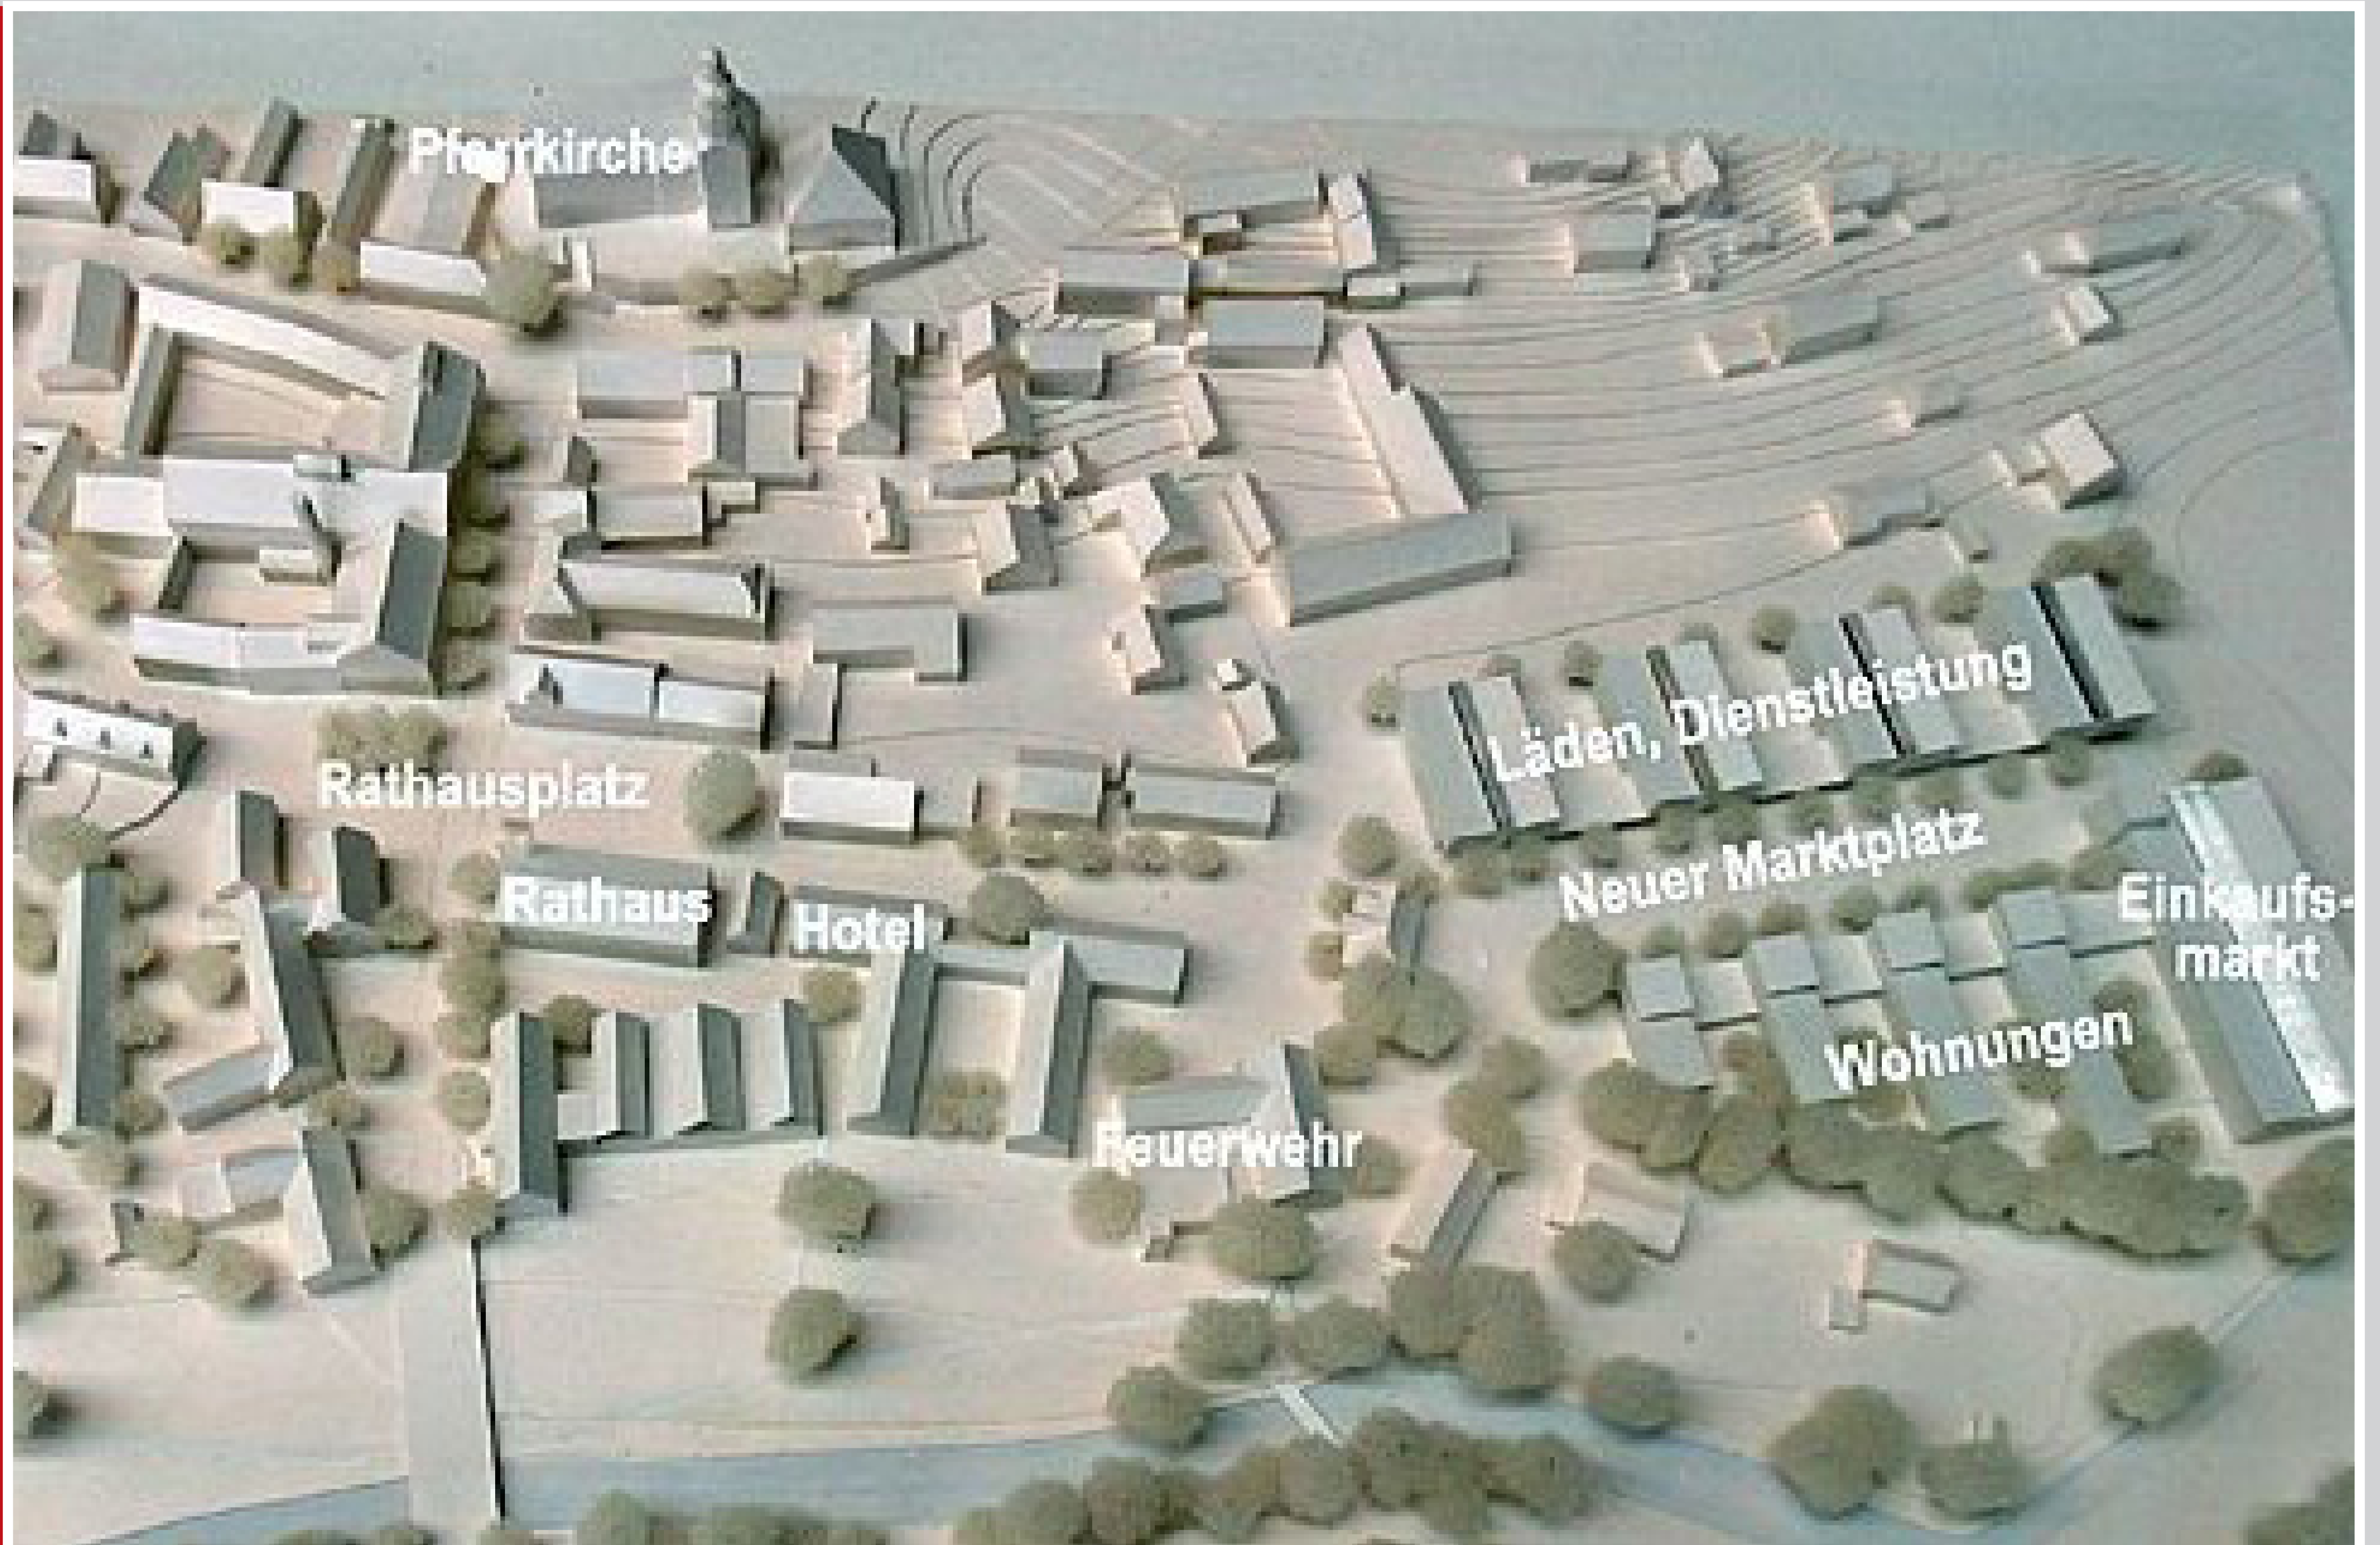 Pfarrkirche
Läden, Dienstleistung
Rathausplatz
Neuer Marktplatz
Rathaus
Hotel
Einkaufs-
markt
Wohnungen
Feuerwehr